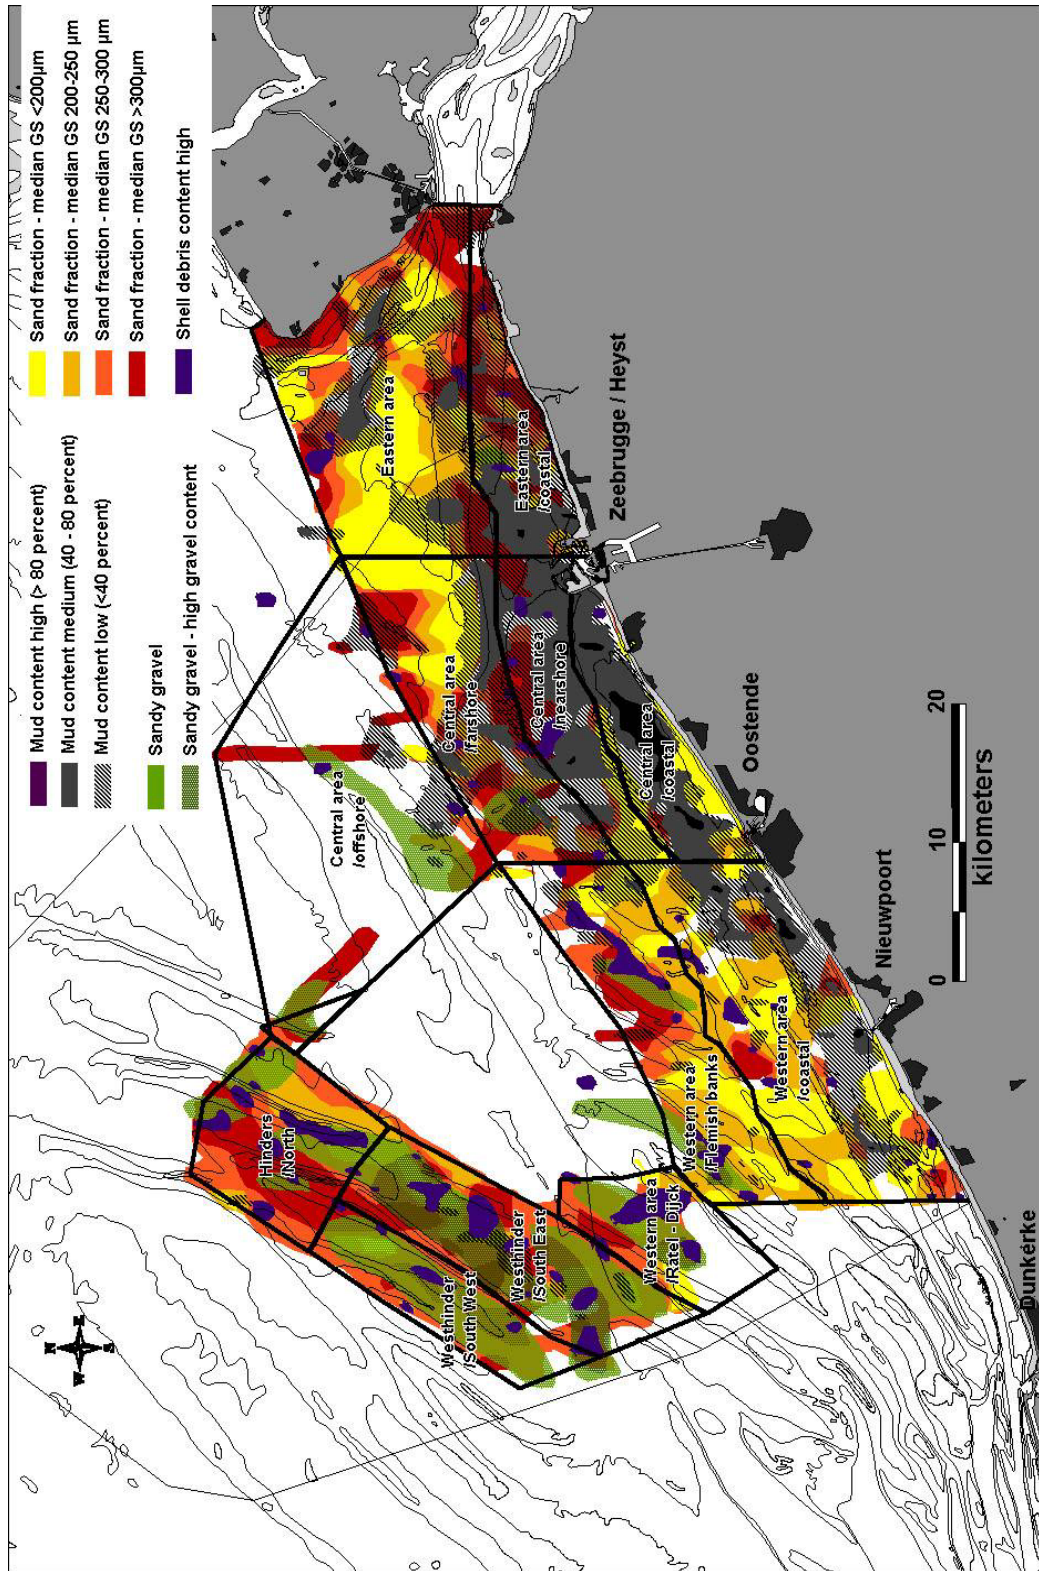 Mud content high (> 80 percent)
Mud content medium (40 - 80 percent)
Mud content low (<40 percent)
Sandy gravel
Sandy gravel - high gravel content
Sand fraction - median GS <200µm
Sand fraction - median GS 200-250 µm
Sand fraction - median GS 250-300 µm
Sand fraction - median GS >300µm
Shell debris content high
N
W
E
S
Hinders
/North
Westhinder
/South West
Westhinder
/South East
Western area
/Ratel - Dijck
Western area
/Flemish banks
Western area
/coastal
Central area
/offshore
Central area
/farshore
Central area
/nearshore
Central area
/coastal
Eastern area
Eastern area
/coastal
Zeebrugge / Heyst
Oostende
Nieuwpoort
Dunkerke
0
10
20
kilometers